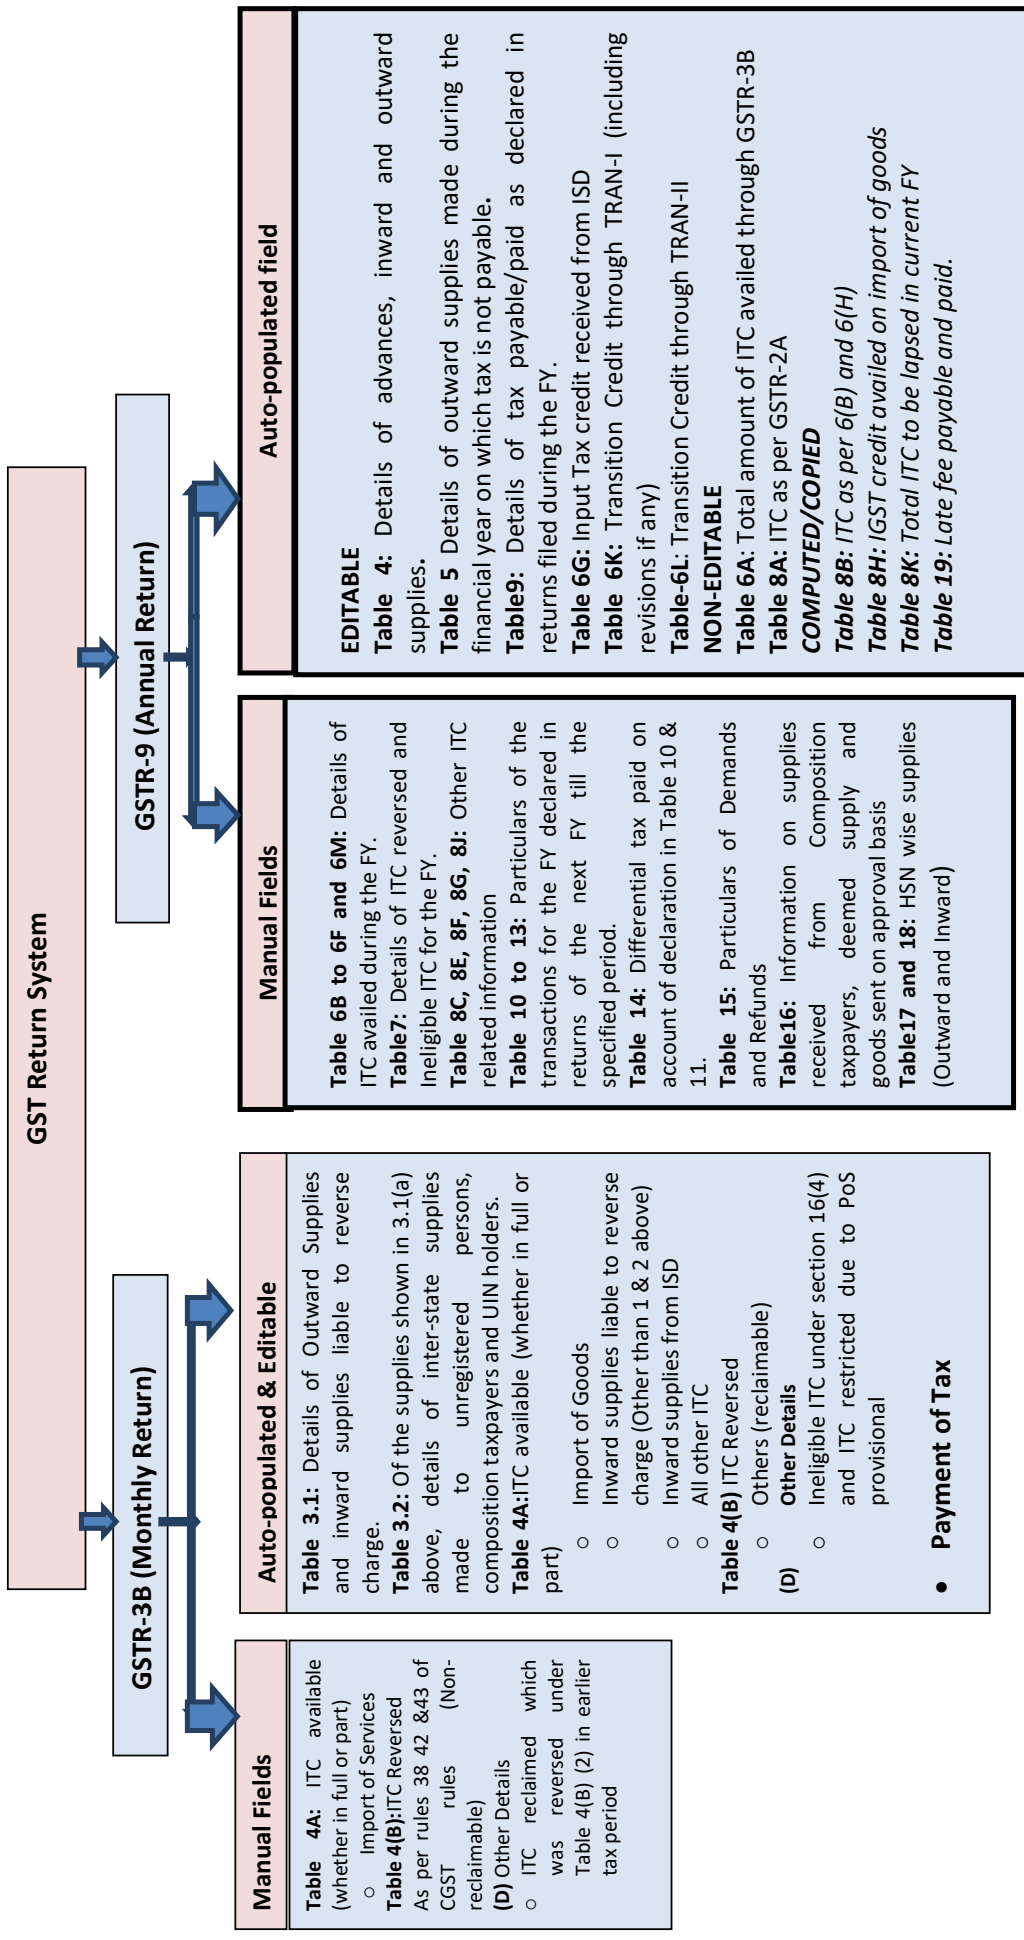 GST Return System
GSTR-3B (Monthly Return)
GSTR-9 (Annual Return)
Manual Fields
Table 4A: ITC available
(whether in full or part)
○ Import of Services
Table 4(B):ITC Reversed
As per rules 38 42 &43 of
CGST rules (Non-
reclaimable)
(D) Other Details
○ ITC reclaimed which
was reversed under
Table 4(B) (2) in earlier
tax period
Auto-populated & Editable
Table 3.1: Details of Outward Supplies
and inward supplies liable to reverse
charge.
Table 3.2: Of the supplies shown in 3.1(a)
above, details of inter-state supplies
made to unregistered persons,
composition taxpayers and UIN holders.
Table 4A:ITC available (whether in full or
part)
○ Import of Goods
○ Inward supplies liable to reverse
charge (Other than 1 & 2 above)
○ Inward supplies from ISD
○ All other ITC
Table 4(B) ITC Reversed
○ Others (reclaimable)
(D) Other Details
○ Ineligible ITC under section 16(4)
and ITC restricted due to PoS
provisional
• Payment of Tax
Manual Fields
Table 6B to 6F and 6M: Details of
ITC availed during the FY.
Table7: Details of ITC reversed and
Ineligible ITC for the FY.
Table 8C, 8E, 8F, 8G, 8J: Other ITC
related information
Table 10 to 13: Particulars of the
transactions for the FY declared in
returns of the next FY till the
specified period.
Table 14: Differential tax paid on
account of declaration in Table 10 &
11.
Table 15: Particulars of Demands
and Refunds
Table16: Information on supplies
received from Composition
taxpayers, deemed supply and
goods sent on approval basis
Table17 and 18: HSN wise supplies
(Outward and Inward)
Auto-populated field
EDITABLE
Table 4: Details of advances, inward and outward
supplies.
Table 5 Details of outward supplies made during the
financial year on which tax is not payable.
Table9: Details of tax payable/paid as declared in
returns filed during the FY.
Table 6G: Input Tax credit received from ISD
Table 6K: Transition Credit through TRAN-I (including
revisions if any)
Table-6L: Transition Credit through TRAN-II
NON-EDITABLE
Table 6A: Total amount of ITC availed through GSTR-3B
Table 8A: ITC as per GSTR-2A
COMPUTED/COPIED
Table 8B: ITC as per 6(B) and 6(H)
Table 8H: IGST credit availed on import of goods
Table 8K: Total ITC to be lapsed in current FY
Table 19: Late fee payable and paid.